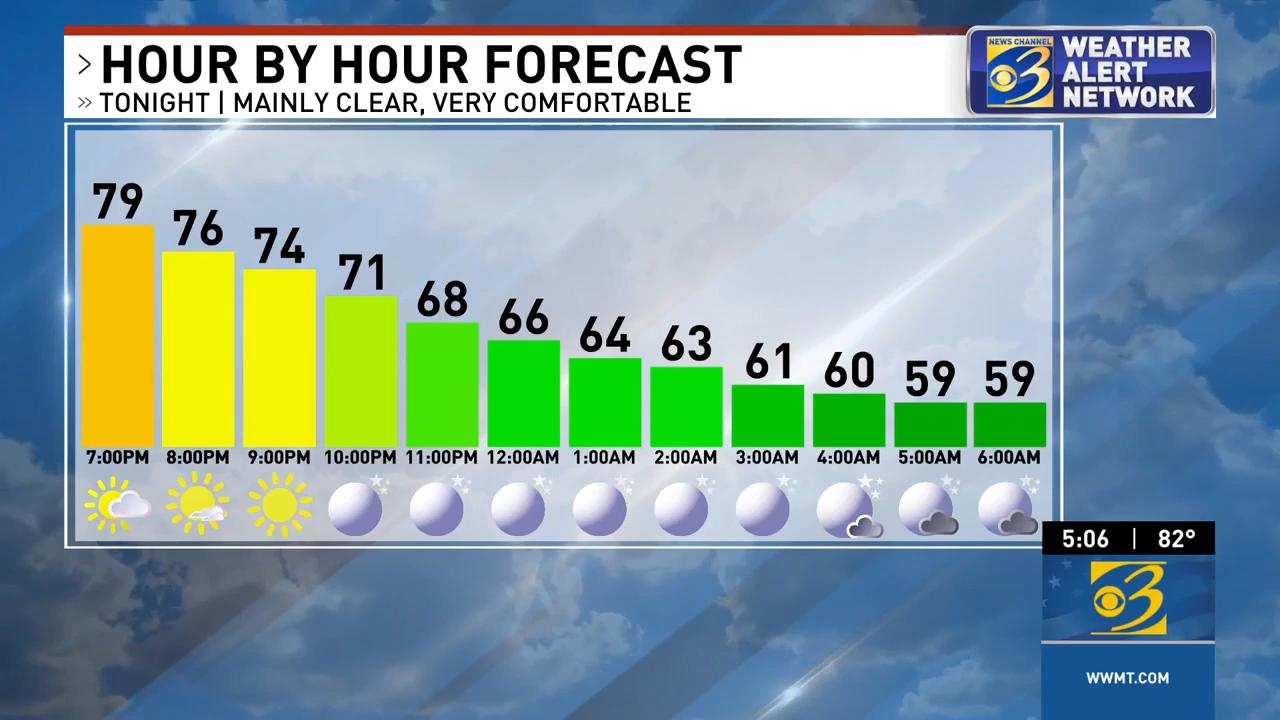 > HOUR BY HOUR FORECAST
» TONIGHT | MAINLY CLEAR, VERY COMFORTABLE
NEWS CHANNEL
3
WEATHER
ALERT
NETWORK
79 76 74 71 68 66 64 63 61 60 59 59
7:00PM 8:00PM 9:00PM 10:00PM 11:00PM 12:00AM 1:00AM 2:00AM 3:00AM 4:00AM 5:00AM 6:00AM
5:06 | 82°
3
WWMT.COM